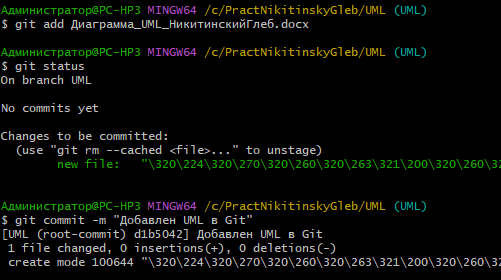 Администратор@PC-HP3 MINGW64 /c/PractNikitinskyGleb/UML (UML)
$ git add Диаграмма_UML_НикитинскийГлеб.docx
Администратор@PC-HP3 MINGW64 /c/PractNikitinskyGleb/UML (UML)
$ git status
On branch UML
No commits yet
Changes to be committed:
(use "git rm --cached <file>..." to unstage)
new file: "\320\224\320\270\320\260\320\263\321\200\320\260\32
Администратор@PC-HP3 MINGW64 /c/PractNikitinskyGleb/UML (UML)
$ git commit -m "Добавлен UML в Git"
[UML (root-commit) d1b5042] Добавлен UML в Git
1 file changed, 0 insertions(+), 0 deletions(-)
create mode 100644 "\320\224\320\270\320\260\320\263\321\200\320\260\32